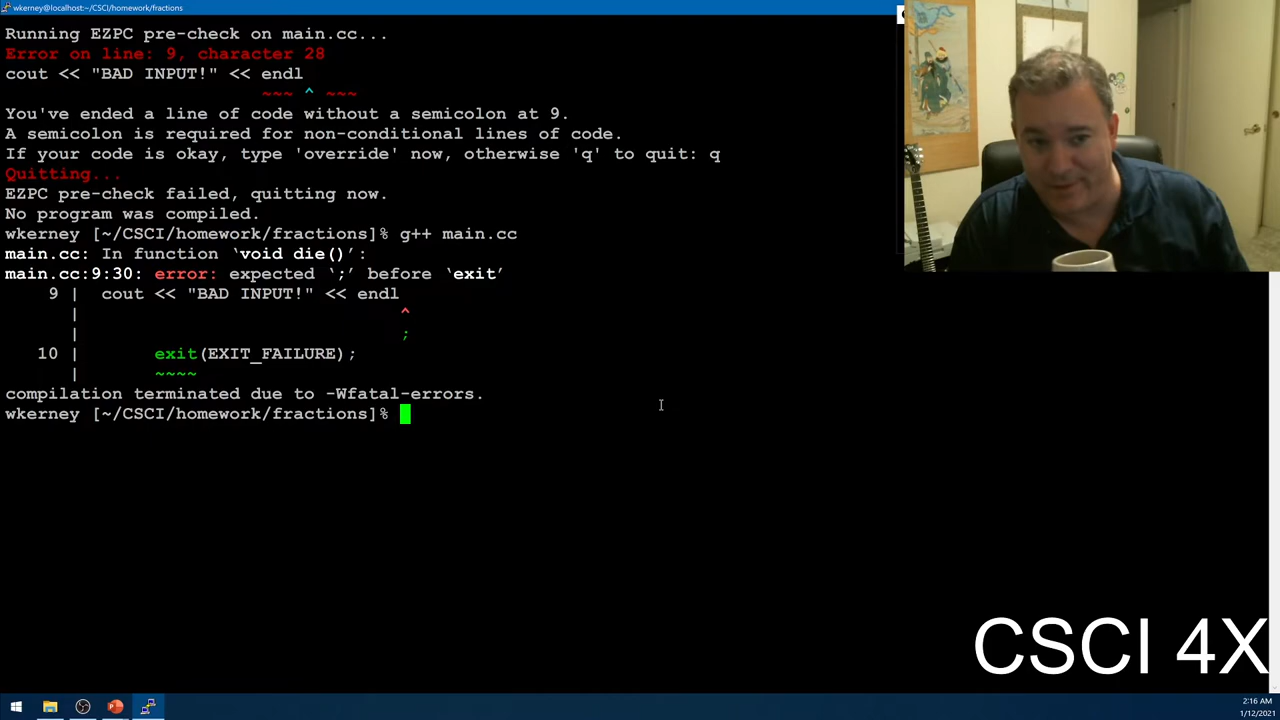 wkerney@localhost:~/CSCI/homework/fractions
Running EZPC pre-check on main.cc...
Error on line: 9, character 28
cout << "BAD INPUT!" << endl
~~~ ^ ~~~
You've ended a line of code without a semicolon at 9.
A semicolon is required for non-conditional lines of code.
If your code is okay, type 'override' now, otherwise 'q' to quit: q
Quitting...
EZPC pre-check failed, quitting now.
No program was compiled.
wkerney [~/CSCI/homework/fractions]% g++ main.cc
main.cc: In function ‘void die()’:
main.cc:9:30: error: expected ‘;’ before ‘exit’
9 | cout << "BAD INPUT!" << endl
| ^
| ;
10 | exit(EXIT_FAILURE);
| ~~~~
compilation terminated due to -Wfatal-errors.
wkerney [~/CSCI/homework/fractions]%
CSCI 4X
2:16 AM
1/12/2021